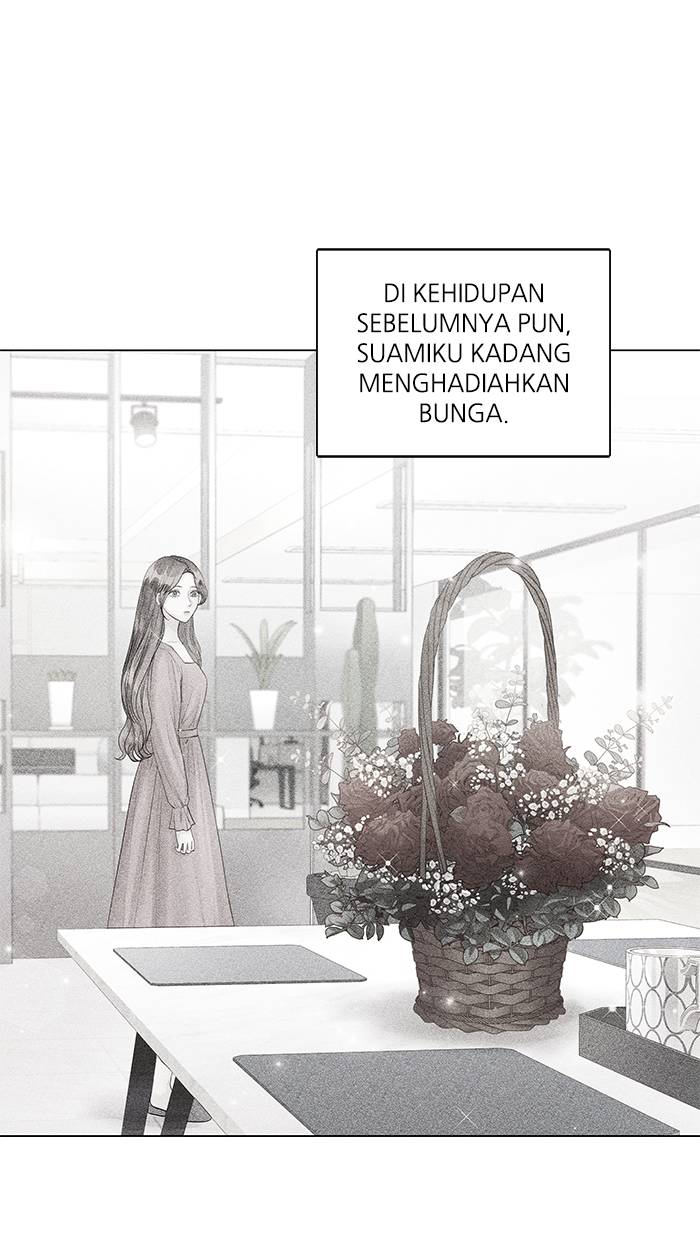 DI KEHIDUPAN
SEBELUMNYA PUN,
SUAMIKU KADANG
MENGHADIAHKAN
BUNGA.